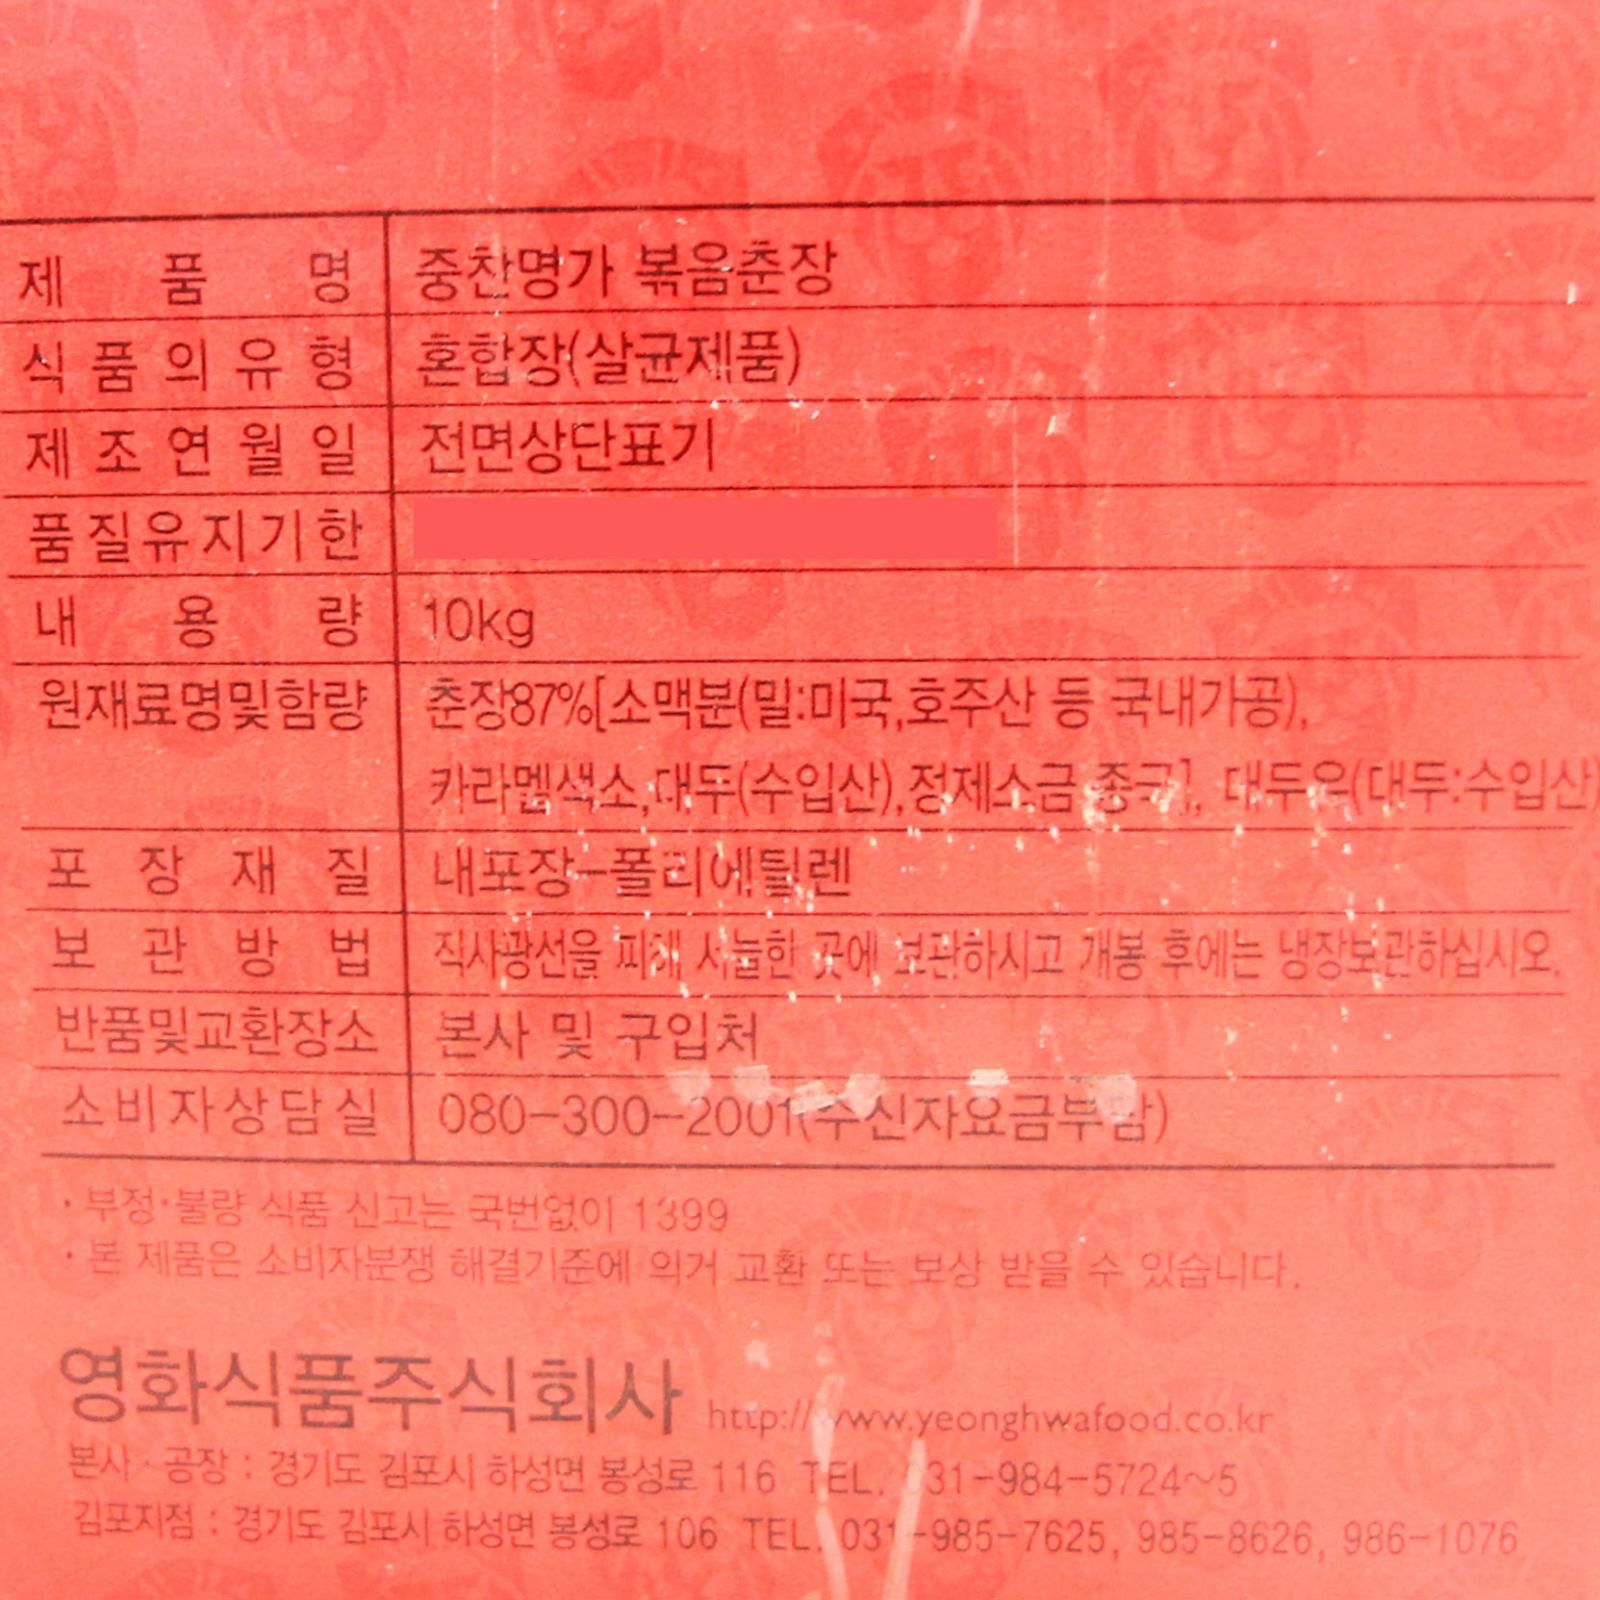 제품명 중찬명가 볶음춘장
식품의유형 혼합장(살균제품)
제조연월일 전면상단표기
품질유지기한
내용량 10kg
원재료명및함량 춘장87%[소맥분(밀:미국,호주산 등 국내가공),
카라멜색소,대두(수입산),정제소금,종국], 대두유(대두:수입산)
포장재질 내포장-폴리에틸렌
보관방법 직사광선을 피해 서늘한 곳에 보관하시고 개봉 후에는 냉장보관하십시오.
반품및교환장소 본사 및 구입처
소비자상담실 080-300-2001(수신자요금부담)
· 부정·불량 식품 신고는 국번없이 1399
· 본 제품은 소비자분쟁 해결기준에 의거 교환 또는 보상 받을 수 있습니다.
영화식품주식회사 http://www.yeonghwafood.co.kr
본사 · 공장 : 경기도 김포시 하성면 봉성로 116 TEL. 031-984-5724~5
김포지점 : 경기도 김포시 하성면 봉성로 106 TEL. 031-985-7625, 985-8626, 986-1076